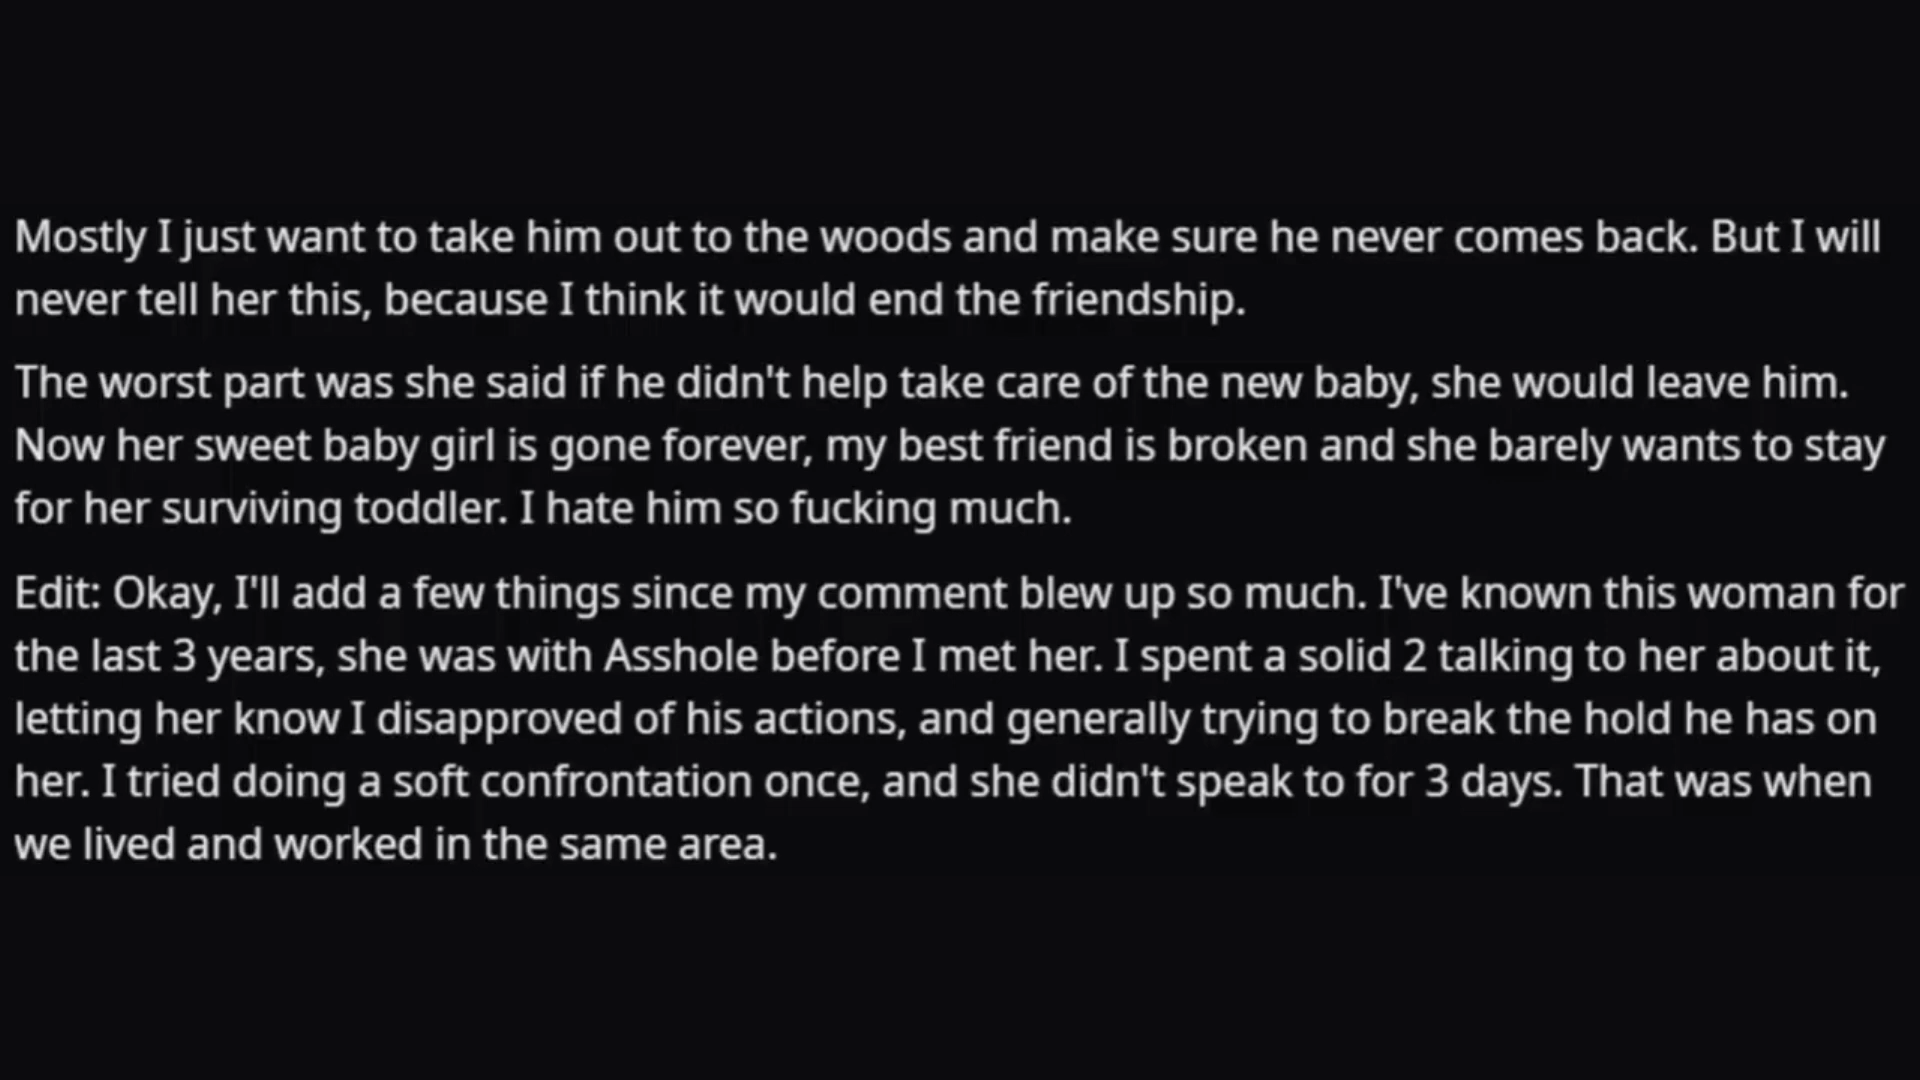 Mostly I just want to take him out to the woods and make sure he never comes back. But I will
never tell her this, because I think it would end the friendship.
The worst part was she said if he didn't help take care of the new baby, she would leave him.
Now her sweet baby girl is gone forever, my best friend is broken and she barely wants to stay
for her surviving toddler. I hate him so fucking much.
Edit: Okay, I'll add a few things since my comment blew up so much. I've known this woman for
the last 3 years, she was with Asshole before I met her. I spent a solid 2 talking to her about it,
letting her know I disapproved of his actions, and generally trying to break the hold he has on
her. I tried doing a soft confrontation once, and she didn't speak to for 3 days. That was when
we lived and worked in the same area.